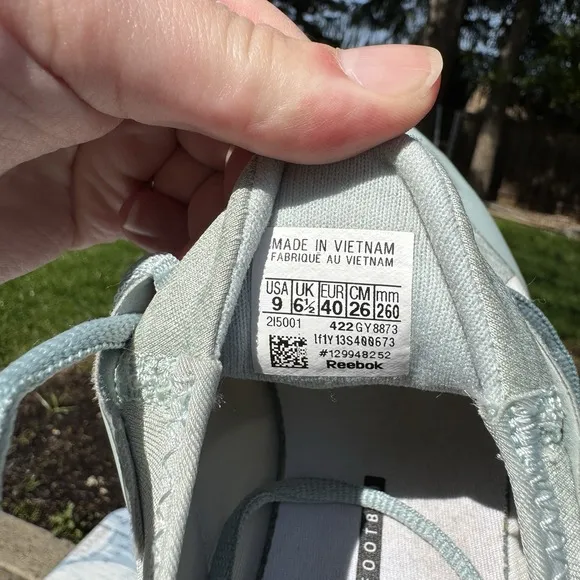 MADE IN VIETNAM
FABRIQUÉ AU VIETNAM
USA UK EUR CM mm
9 6½ 40 26 260
2I5001 422 GY8873
1f1Y13S400673
#129948252
Reebok